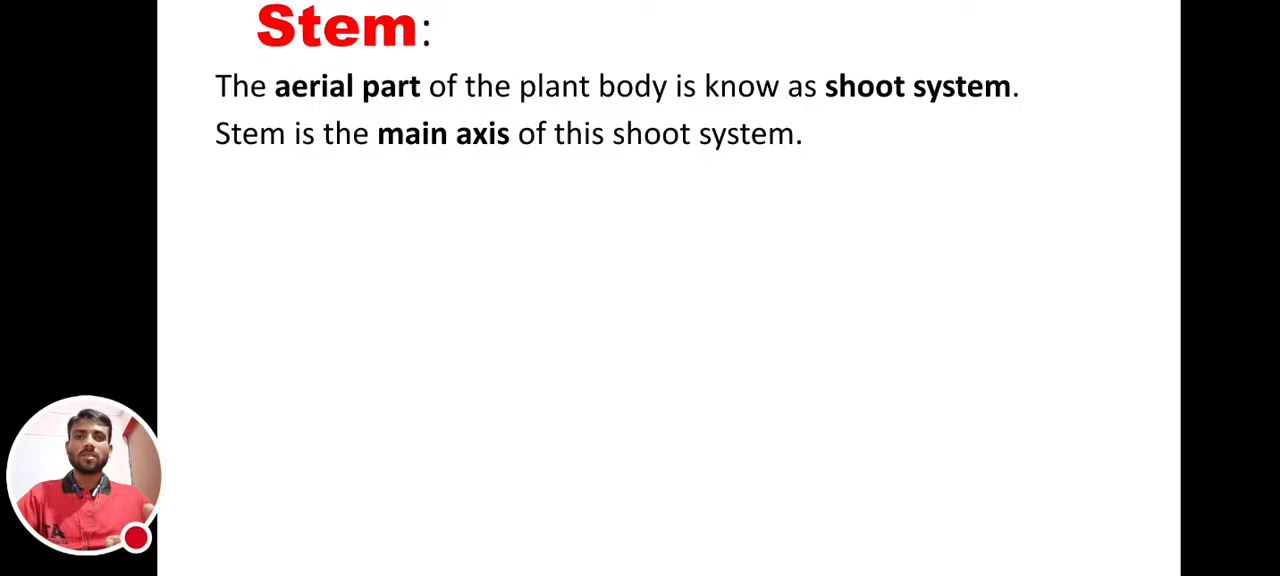 Stem:
The aerial part of the plant body is know as shoot system.
Stem is the main axis of this shoot system.